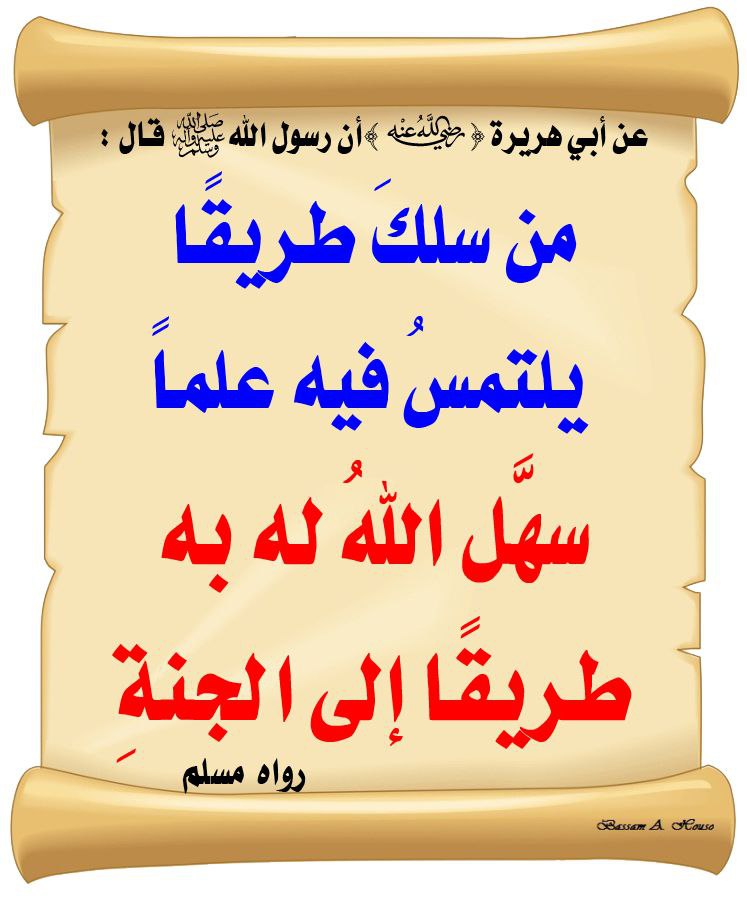 عن أبي هريرة ﴿ رضي الله عنه ﴾ أن رسول الله ﷺ قال :
من سلكَ طريقًا
يلتمسُ فيه علماً
سهَّل اللهُ له به
طريقًا إلى الجنةِ
رواه مسلم
Bassam A. Houso